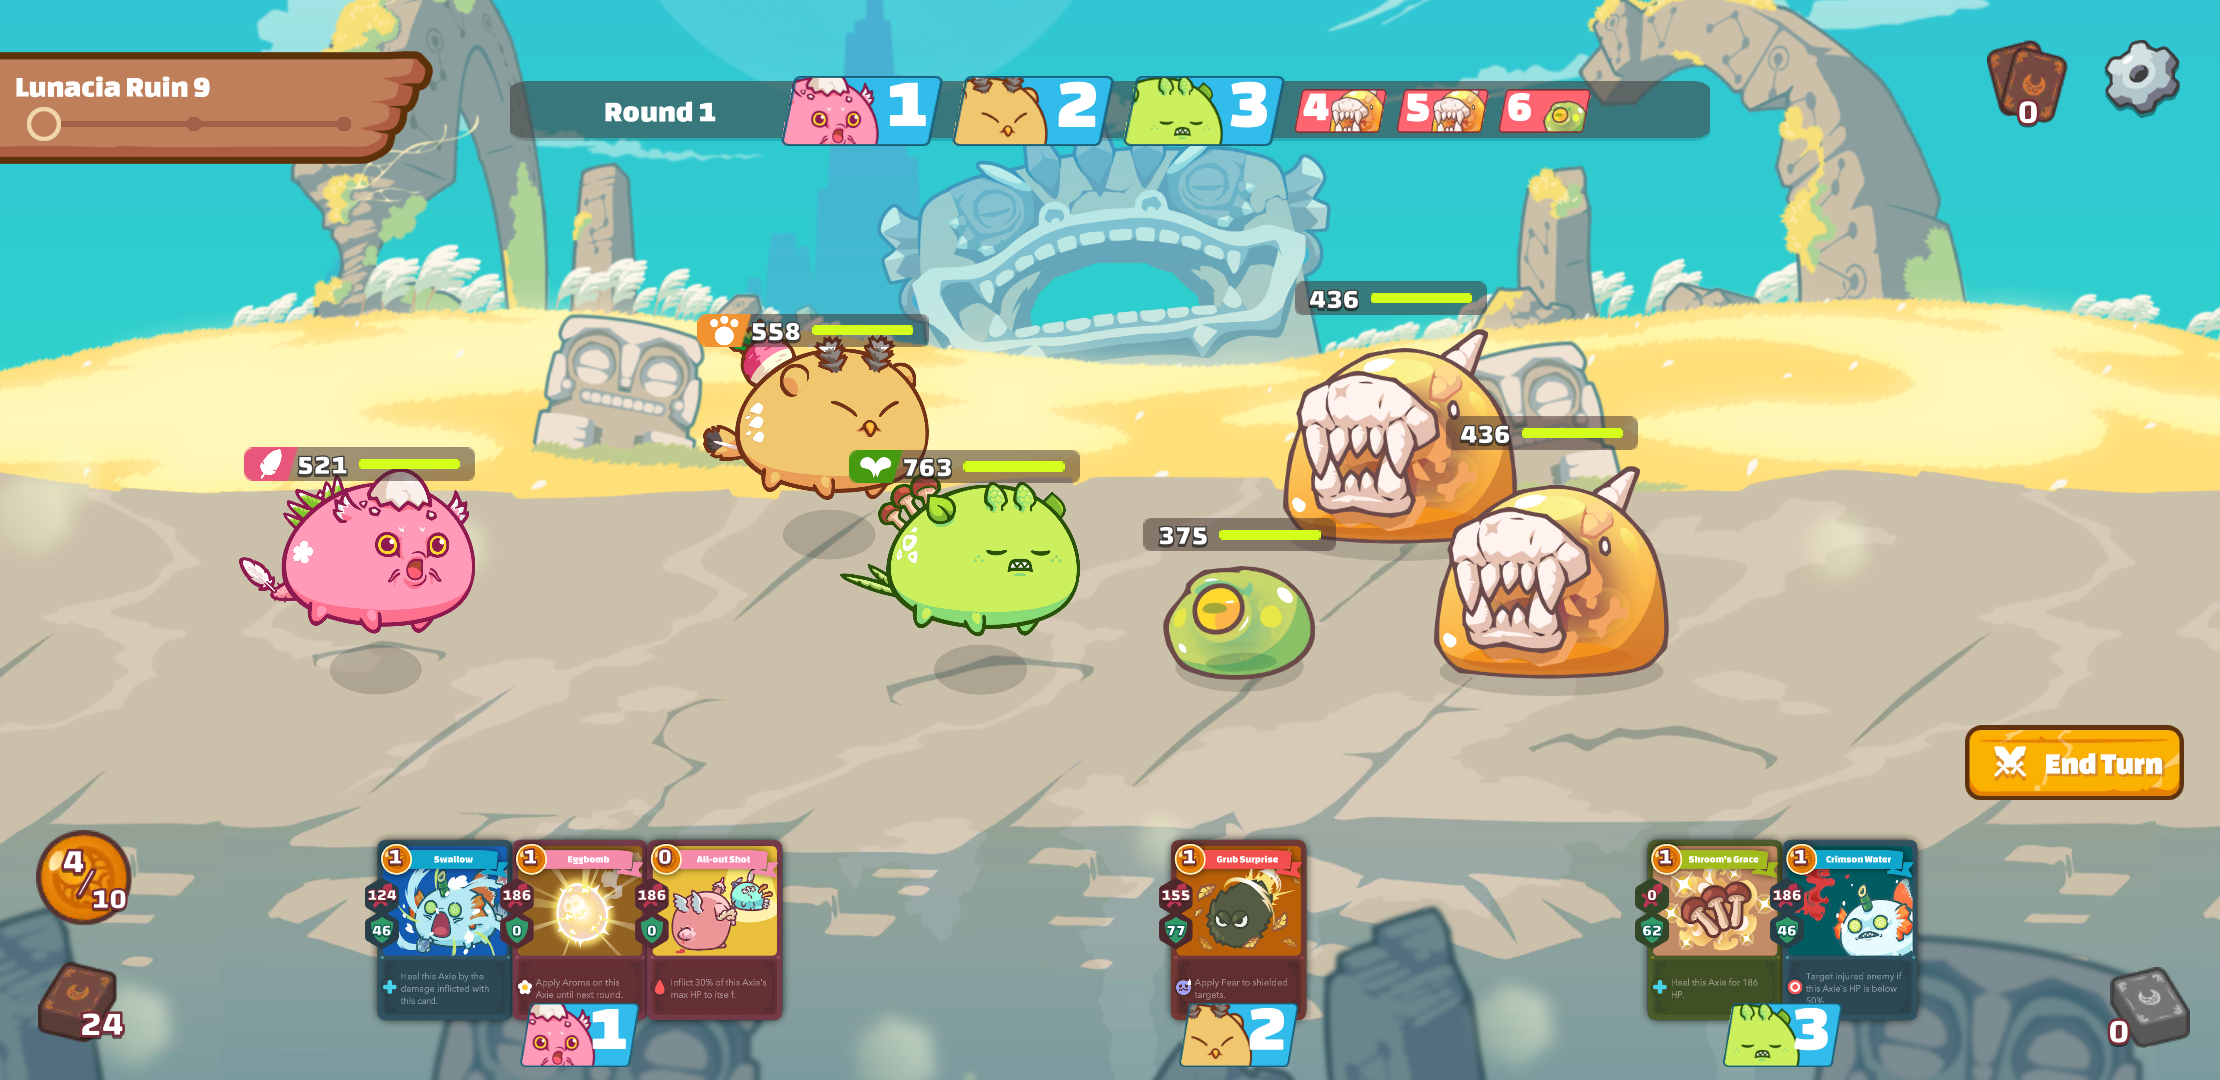 Lunacia Ruin 9
Round 1
1
2
3
4
5
6
0
436
558
436
521
763
375
End Turn
4/10
24
1
Swallow
124
46
Heal this Axie by the
damage inflicted with
this card.
1
Eggbomb
186
0
Apply Aroma on this
Axie until next round.
0
All-out Shot
186
0
Inflict 30% of this Axie's
max HP to itself.
1
1
Grub Surprise
155
77
Apply Fear to shielded
targets.
2
1
Shroom's Grace
0
62
Heal this Axie for 186
HP.
1
Crimson Water
186
46
Target injured enemy if
this Axie's HP is below
50%.
3
0